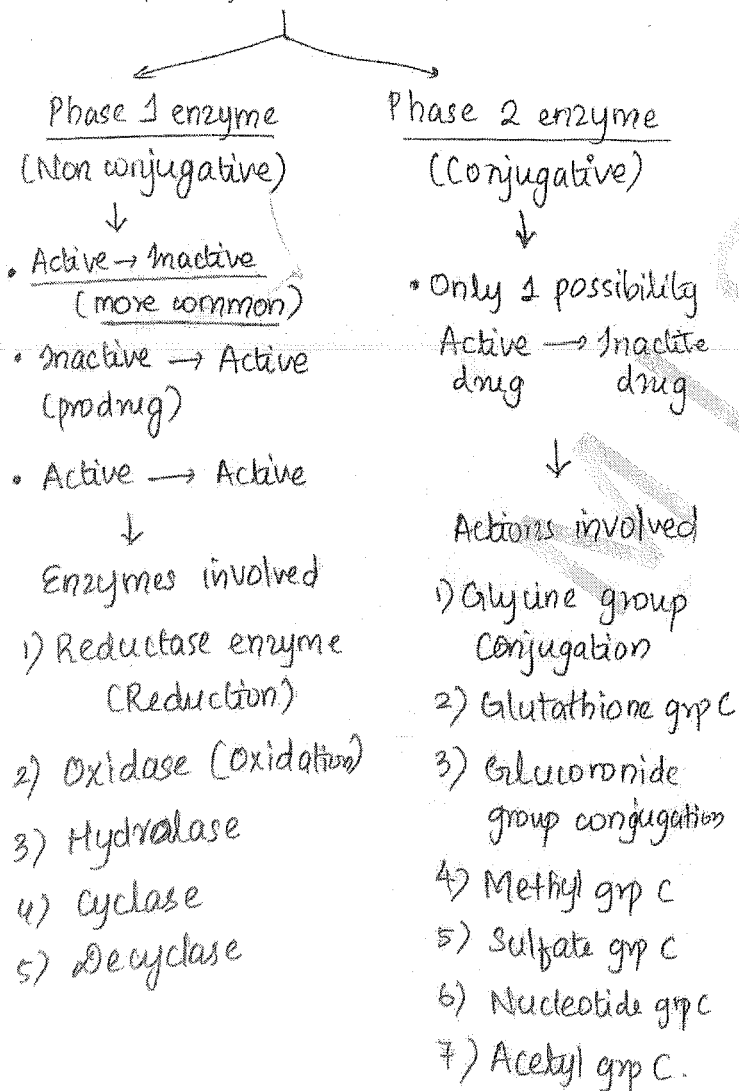 Phase 1 enzyme
(Non conjugative)
↓
• Active → Inactive
(more common)
• Inactive → Active
(prodrug)
• Active → Active
↓
Enzymes involved
1) Reductase enzyme
(Reduction)
2) Oxidase (Oxidation)
3) Hydralase
4) Cyclase
5) Decyclase
Phase 2 enzyme
(Conjugative)
↓
• Only 1 possibility
Active → Inactite
drug drug
↓
Actions involved
1) Glycine group
Conjugation
2) Glutathione grp C
3) Glucoronide
group conjugation
4) Methyl grp C
5) Sulfate grp C
6) Nucleotide grp C
7) Acetyl grp C.